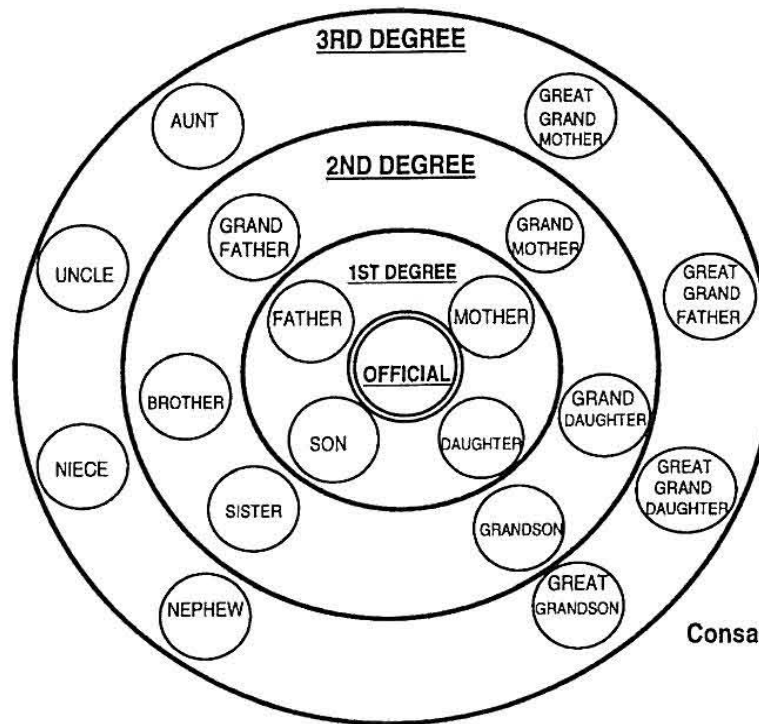 3RD DEGREE
AUNT
GREAT
GRAND
MOTHER
2ND DEGREE
GRAND
FATHER
GRAND
MOTHER
UNCLE
1ST DEGREE
GREAT
GRAND
FATHER
FATHER
MOTHER
OFFICIAL
BROTHER
GRAND
DAUGHTER
SON
DAUGHTER
NIECE
GREAT
GRAND
DAUGHTER
SISTER
GRANDSON
NEPHEW
GREAT
GRANDSON
Consa